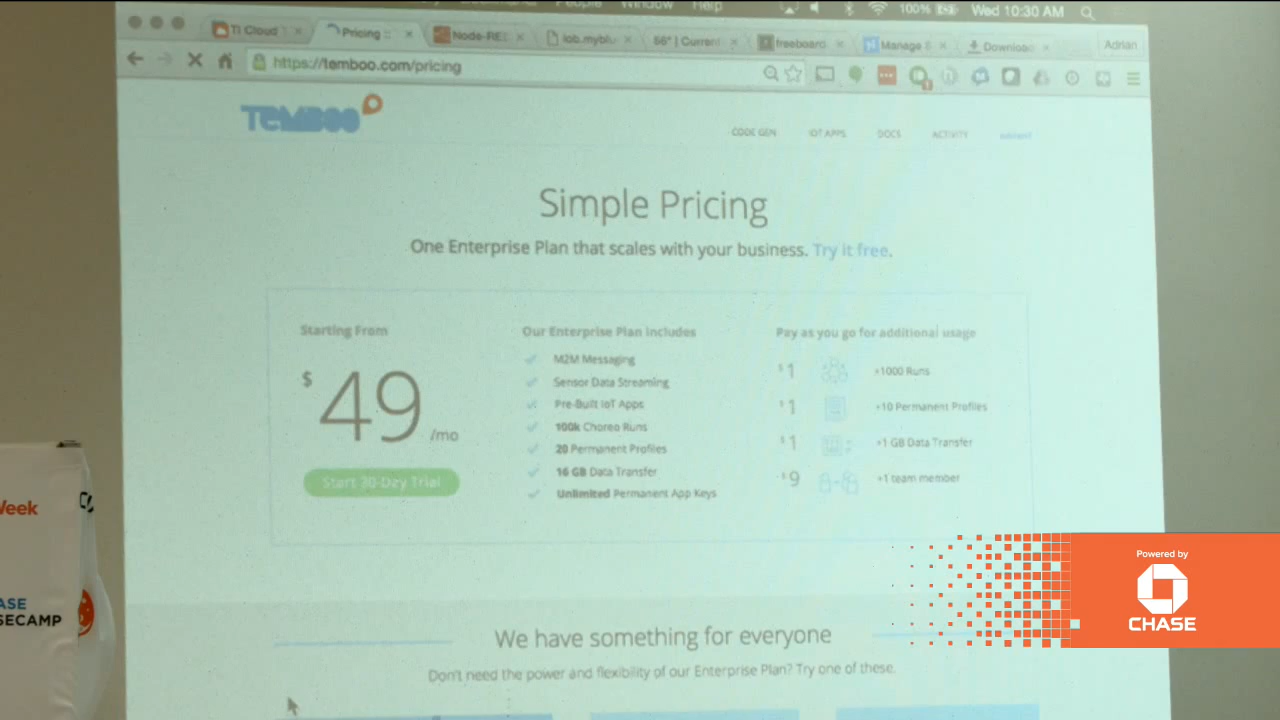 Window Help 100% Wed 10:30 AM
TI Cloud
Pricing
Node-RE
lab.myblu
56° | Current
freeboard
Manage
Downloa
Adrian
https://temboo.com/pricing
TEMBOO
CODE GEN IOT APPS DOCS ACTIVITY
Simple Pricing
One Enterprise Plan that scales with your business. Try it free.
Starting From
$49/mo
Start 30-Day Trial
Our Enterprise Plan Includes
M2M Messaging
Sensor Data Streaming
Pre-Built IoT Apps
100k Choreo Runs
20 Permanent Profiles
16 GB Data Transfer
Unlimited Permanent App Keys
Pay as you go for additional usage
$1 +1000 Runs
$1 +10 Permanent Profiles
$1 +1 GB Data Transfer
$9 +1 team member
Week
ASE
SECAMP
Powered by
CHASE
We have something for everyone
Don't need the power and flexibility of our Enterprise Plan? Try one of these.